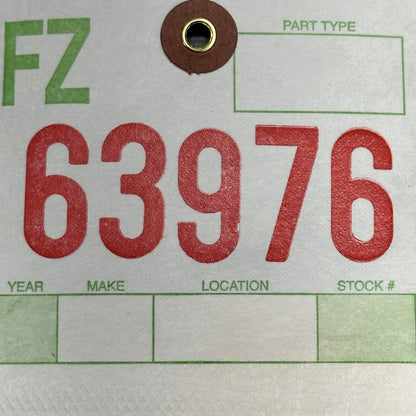 FZ PART TYPE
63976
YEAR MAKE LOCATION STOCK #